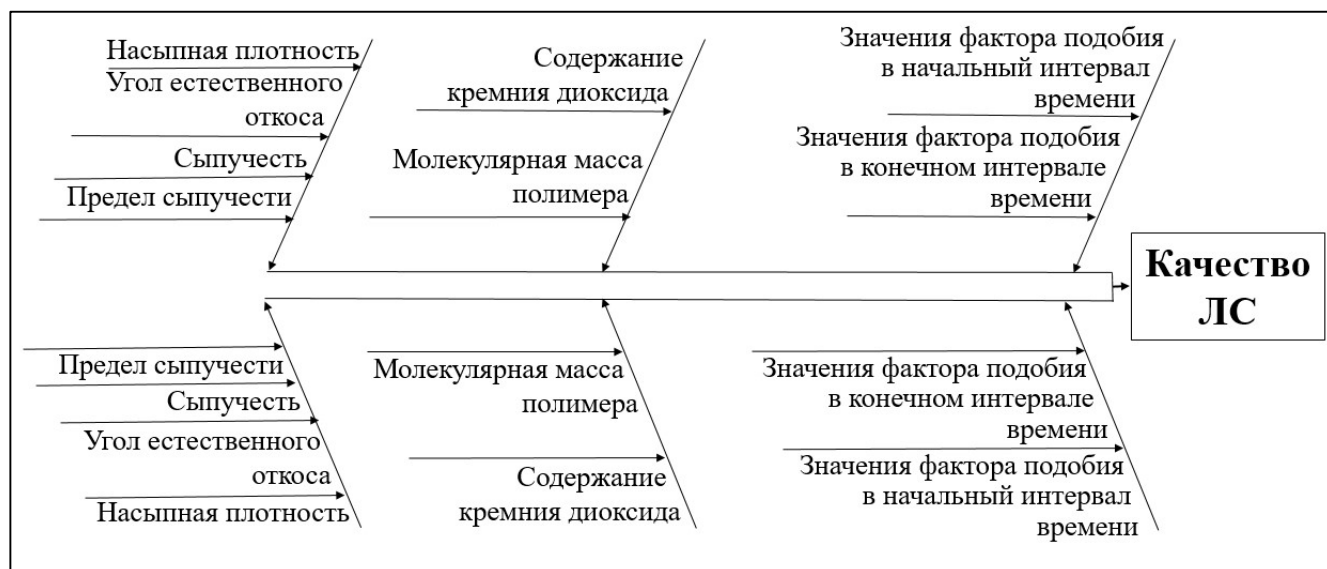 Насыпная плотность
Угол естественного
откоса
Сыпучесть
Предел сыпучести
Содержание
кремния диоксида
Молекулярная масса
полимера
Значения фактора подобия
в начальный интервал
времени
Значения фактора подобия
в конечном интервале
времени
Качество
ЛС
Предел сыпучести
Сыпучесть
Угол естественного
откоса
Насыпная плотность
Молекулярная масса
полимера
Содержание
кремния диоксида
Значения фактора подобия
в конечном интервале
времени
Значения фактора подобия
в начальный интервал
времени